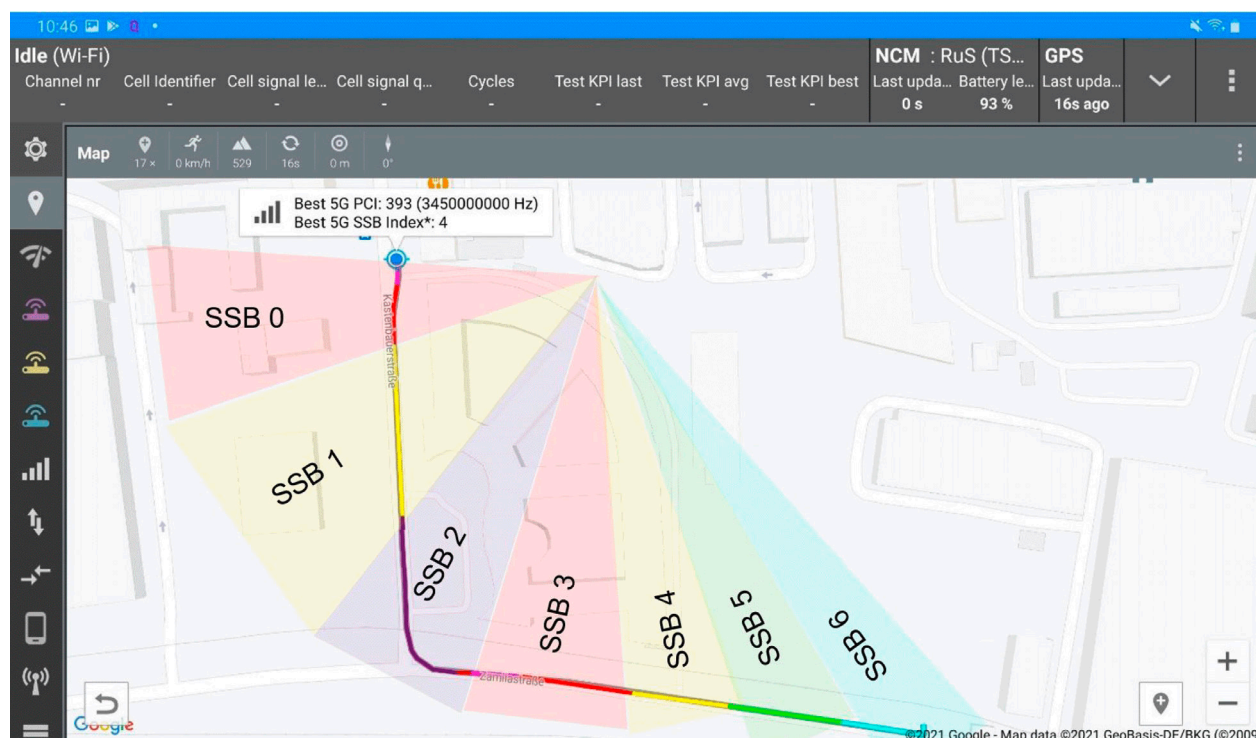 10:46
Idle (Wi-Fi)
Channel nr Cell Identifier Cell signal le... Cell signal q... Cycles Test KPI last Test KPI avg Test KPI best
- - - - - - - -
NCM : RuS (TS...
Last upda... Battery le...
0 s 93 %
GPS
Last upda...
16s ago
Map 17 × 0 km/h 529 16s 0 m 0°
Best 5G PCI: 393 (3450000000 Hz)
Best 5G SSB Index*: 4
SSB 0
Kastenbauerstraße
SSB 1
SSB 2
SSB 3
SSB 4
SSB 5
SSB 6
Zamilastraße
+
−
Google
©2021 Google - Map data ©2021 GeoBasis-DE/BKG (©2009